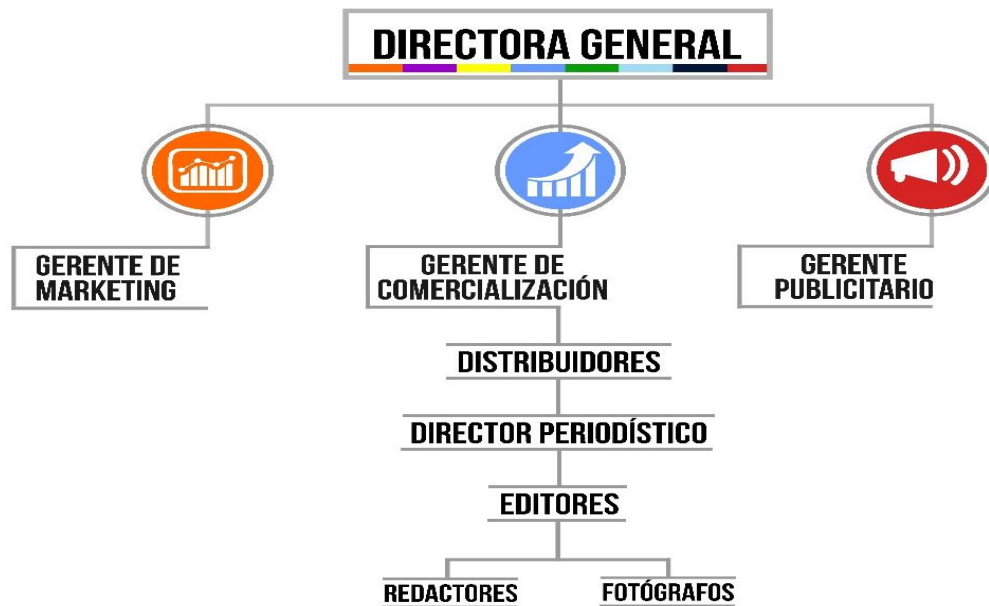 DIRECTORA GENERAL
GERENTE DE
MARKETING
GERENTE DE
COMERCIALIZACIÓN
GERENTE
PUBLICITARIO
DISTRIBUIDORES
DIRECTOR PERIODÍSTICO
EDITORES
REDACTORES
FOTÓGRAFOS